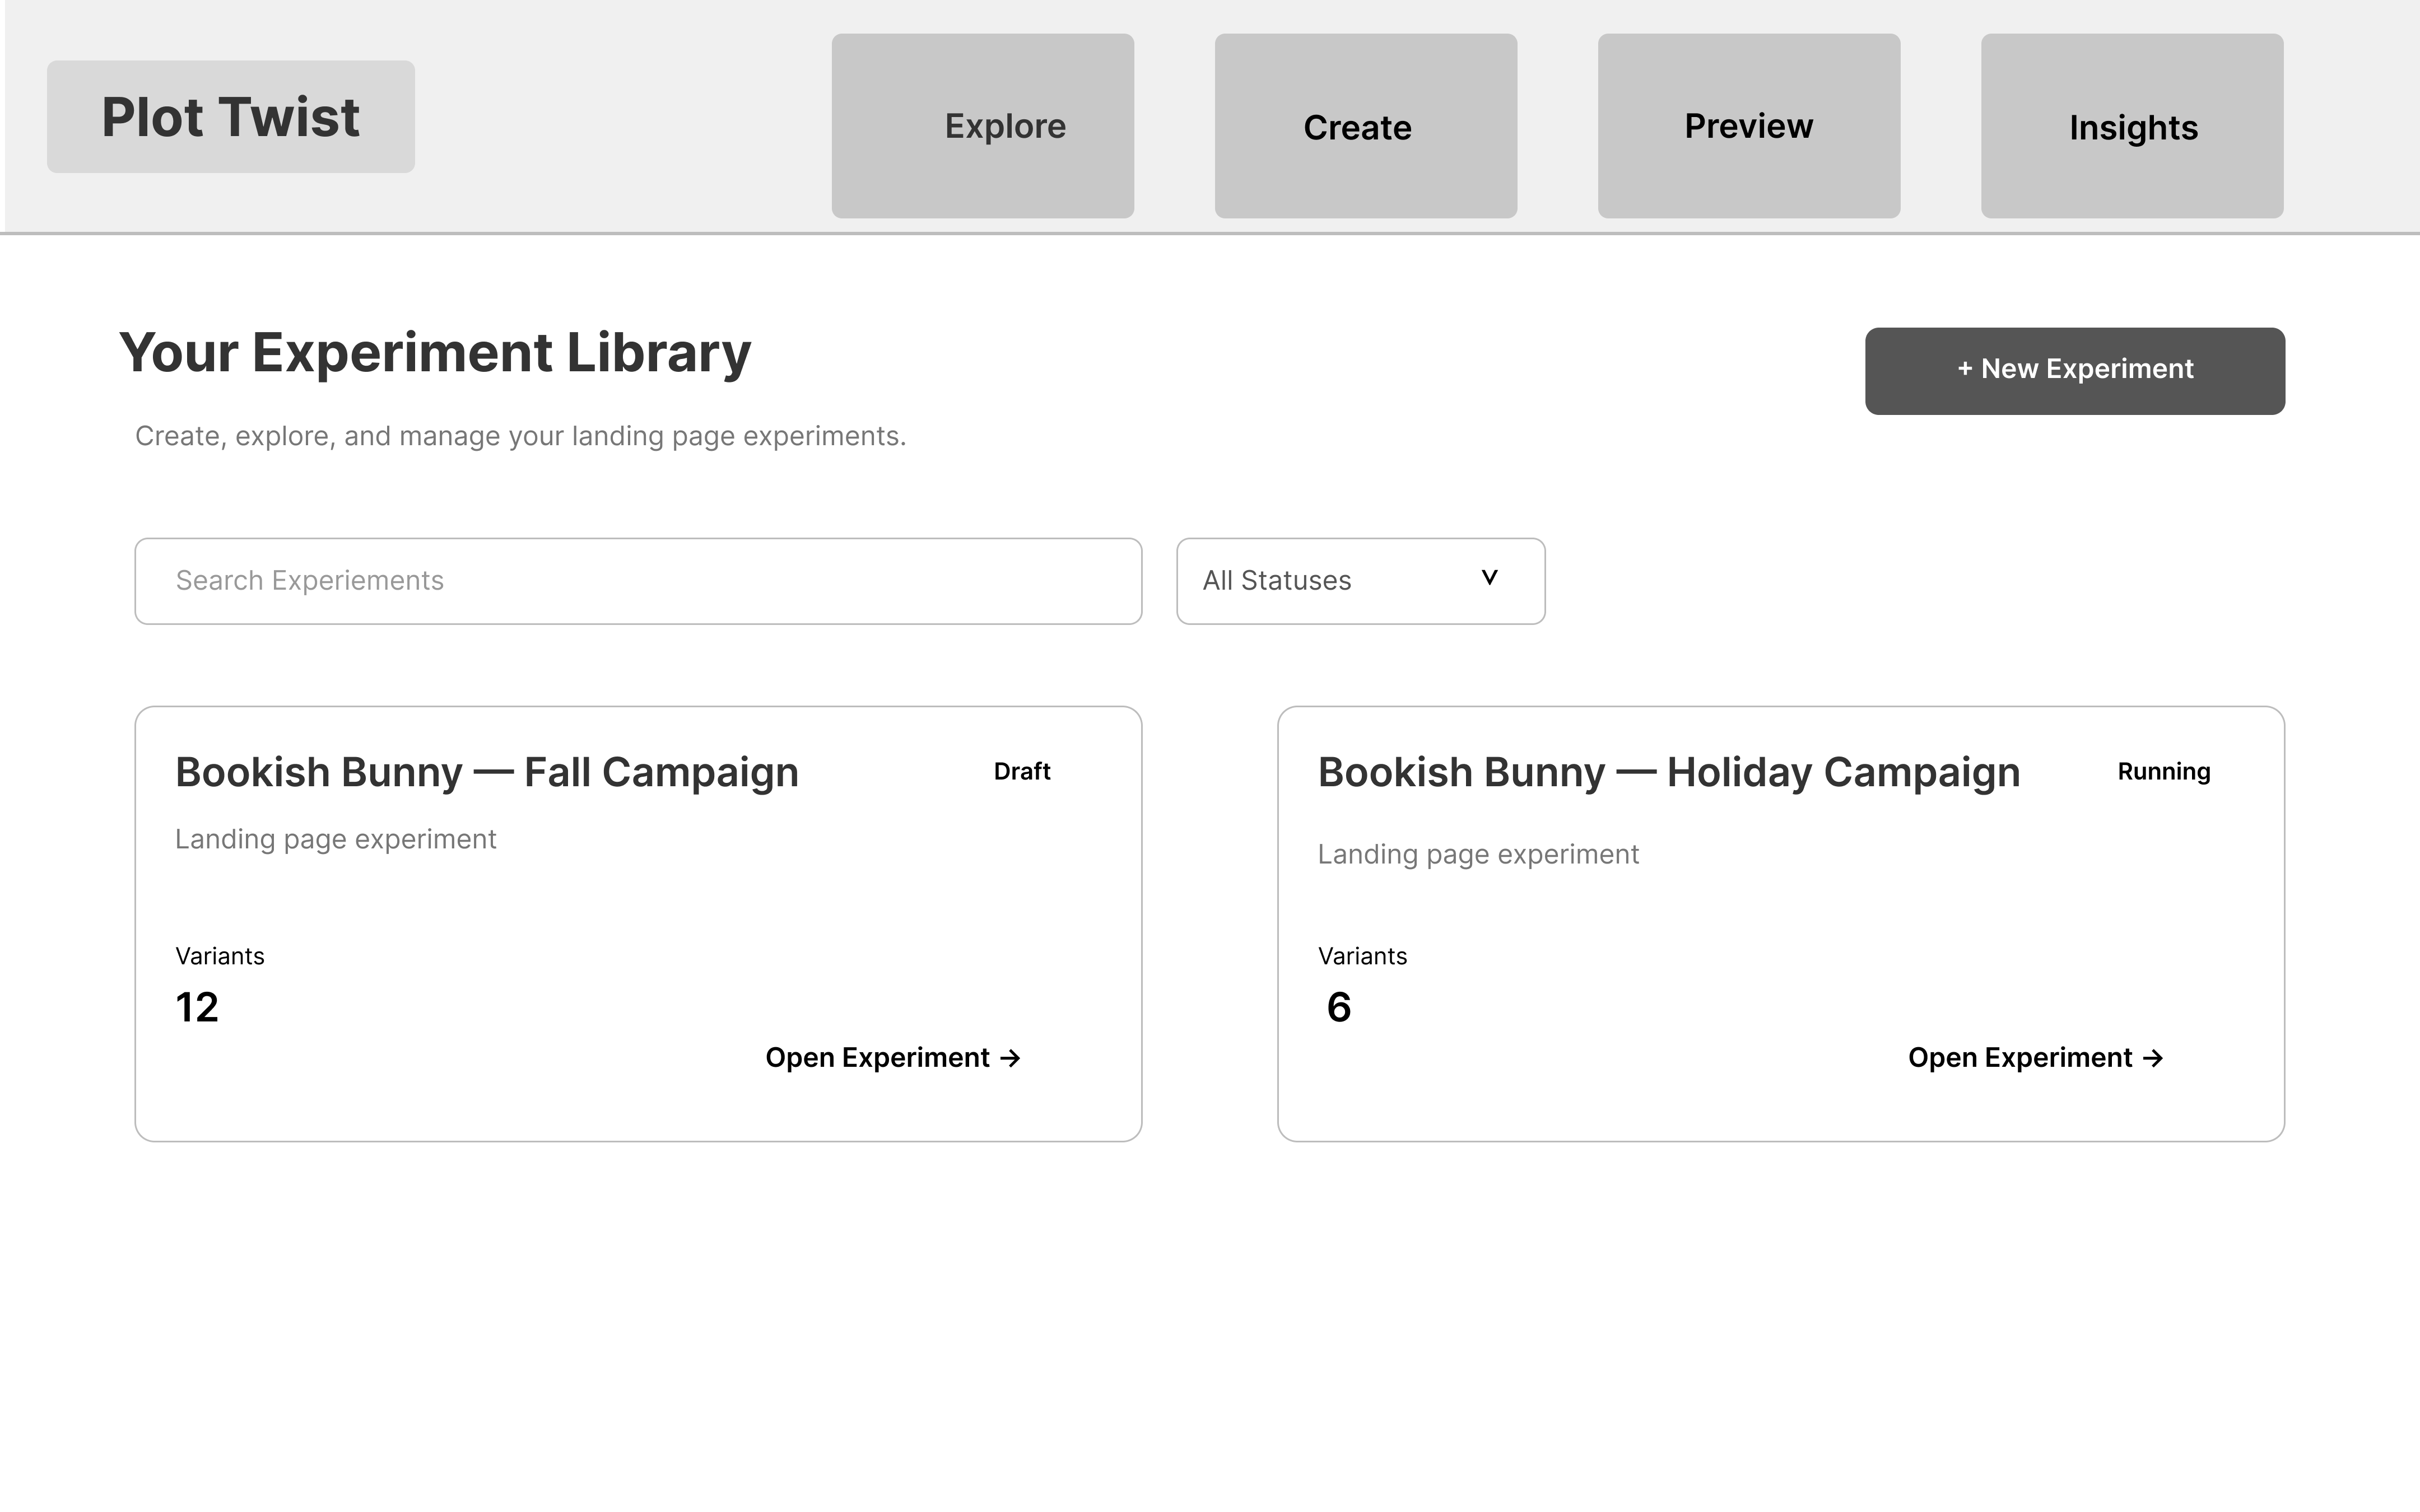 Plot Twist
Explore
Create
Preview
Insights
Your Experiment Library
+ New Experiment
Create, explore, and manage your landing page experiments.
Search Experiements
All Statuses
Bookish Bunny — Fall Campaign
Draft
Landing page experiment
Variants
12
Open Experiment →
Bookish Bunny — Holiday Campaign
Running
Landing page experiment
Variants
6
Open Experiment →